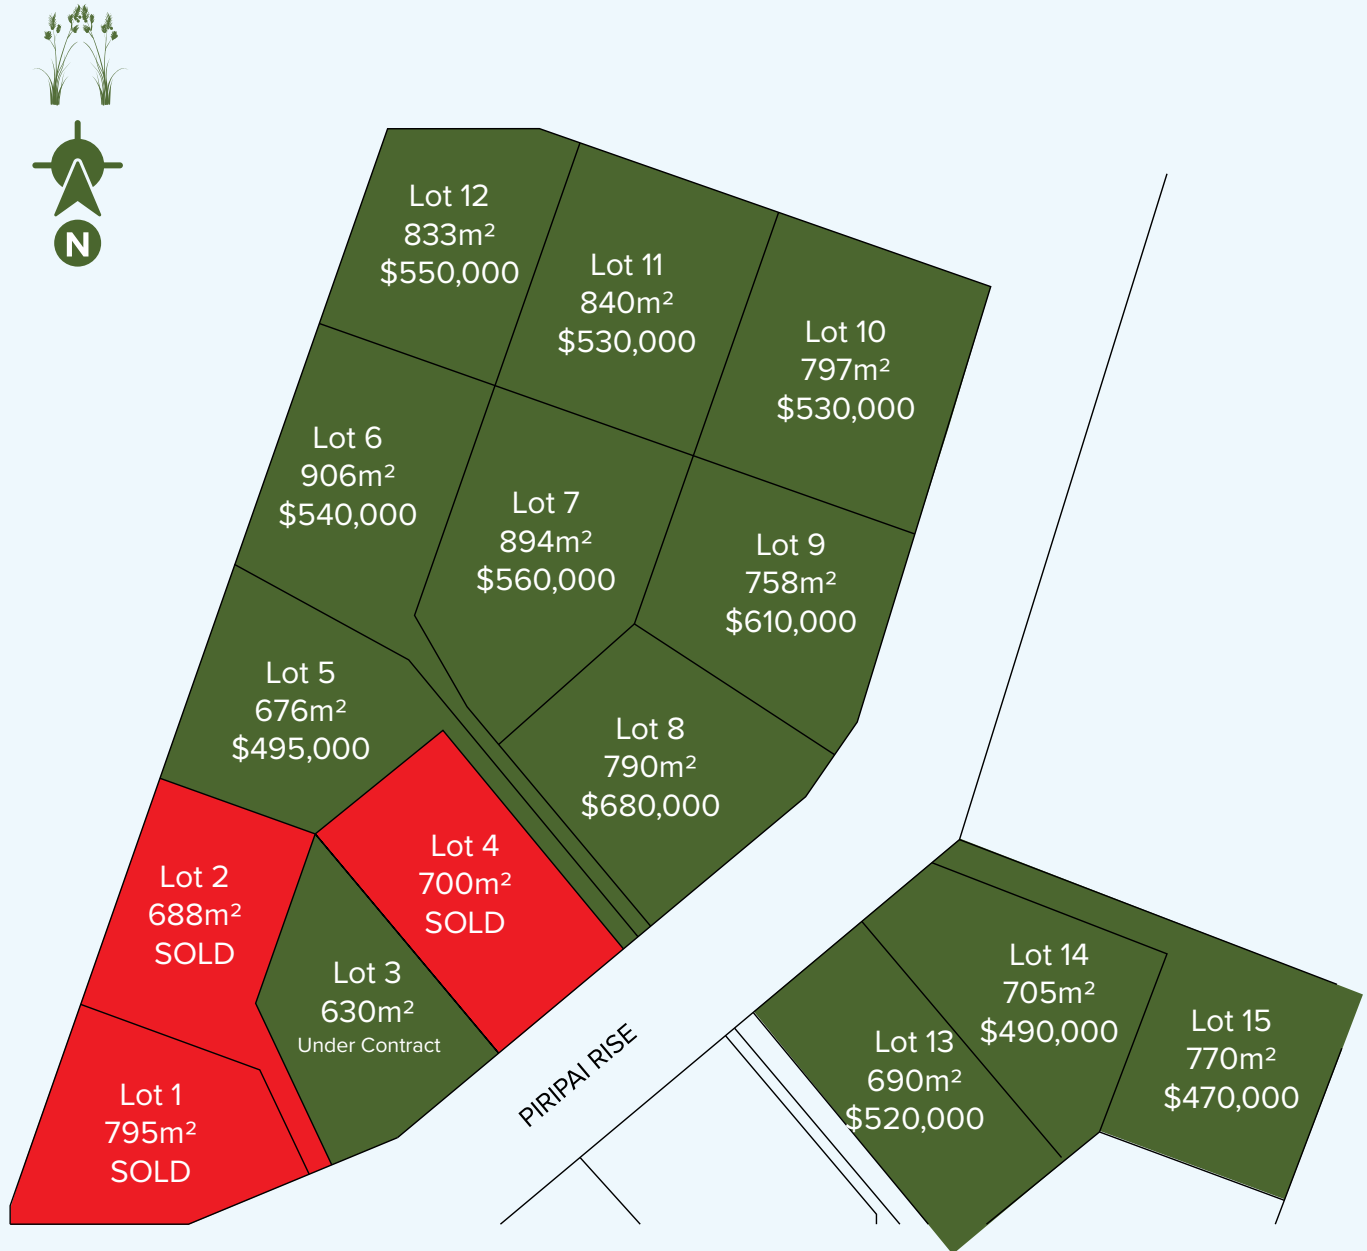 N
Lot 12
833m²
$550,000
Lot 11
840m²
$530,000
Lot 10
797m²
$530,000
Lot 6
906m²
$540,000
Lot 7
894m²
$560,000
Lot 9
758m²
$610,000
Lot 5
676m²
$495,000
Lot 8
790m²
$680,000
Lot 4
700m²
SOLD
Lot 2
688m²
SOLD
Lot 3
630m²
Under Contract
Lot 1
795m²
SOLD
PIRIPAI RISE
Lot 14
705m²
$490,000
Lot 13
690m²
$520,000
Lot 15
770m²
$470,000